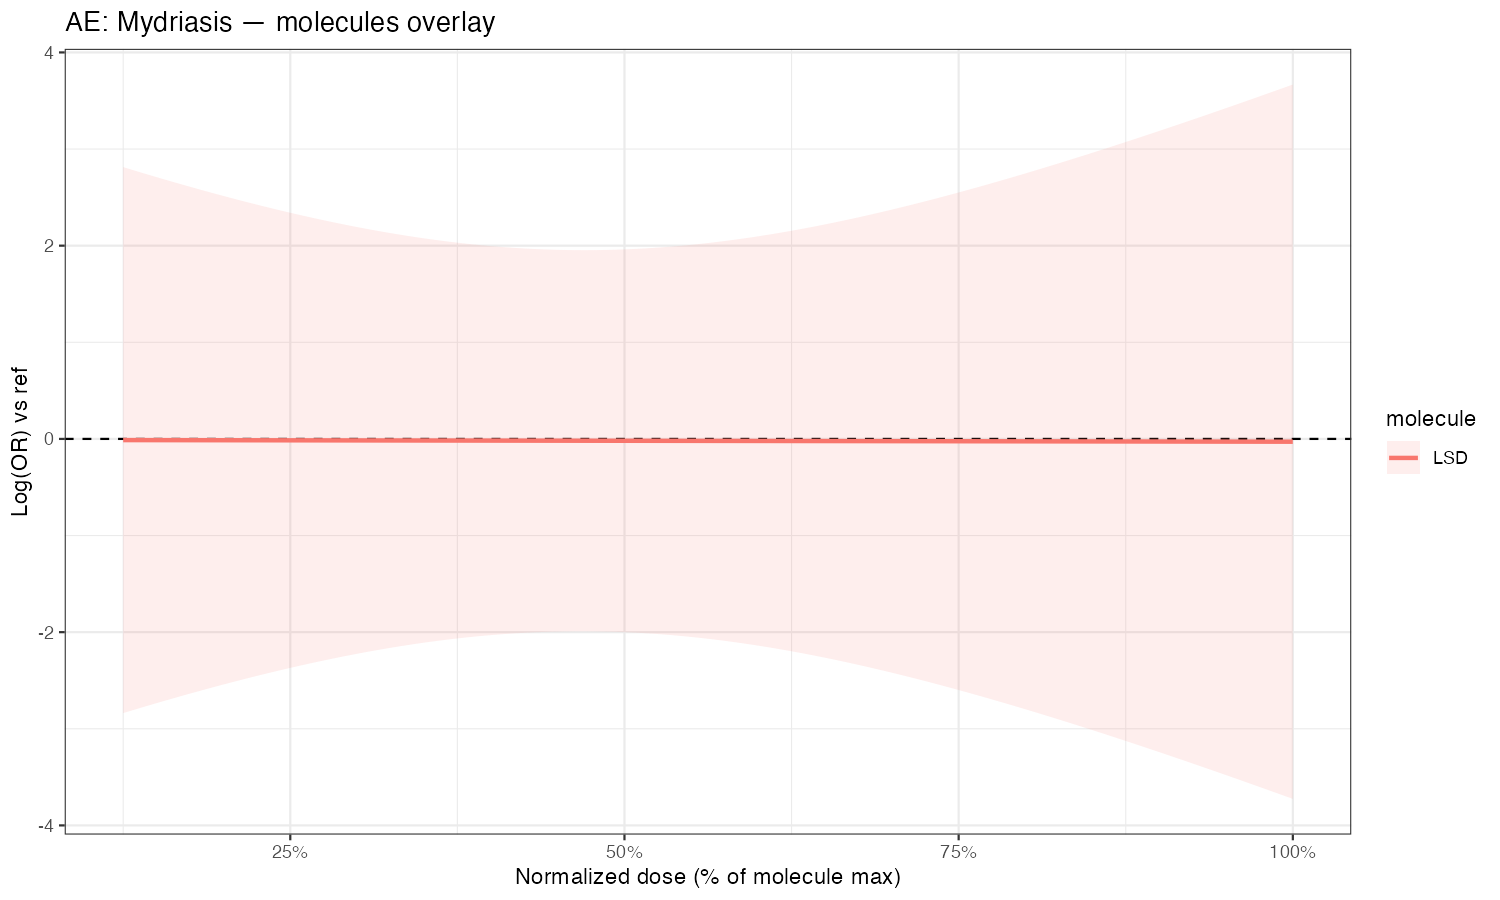 AE: Mydriasis — molecules overlay
4
2
0
-2
-4
Log(OR) vs ref
25%
50%
75%
100%
Normalized dose (% of molecule max)
molecule
LSD